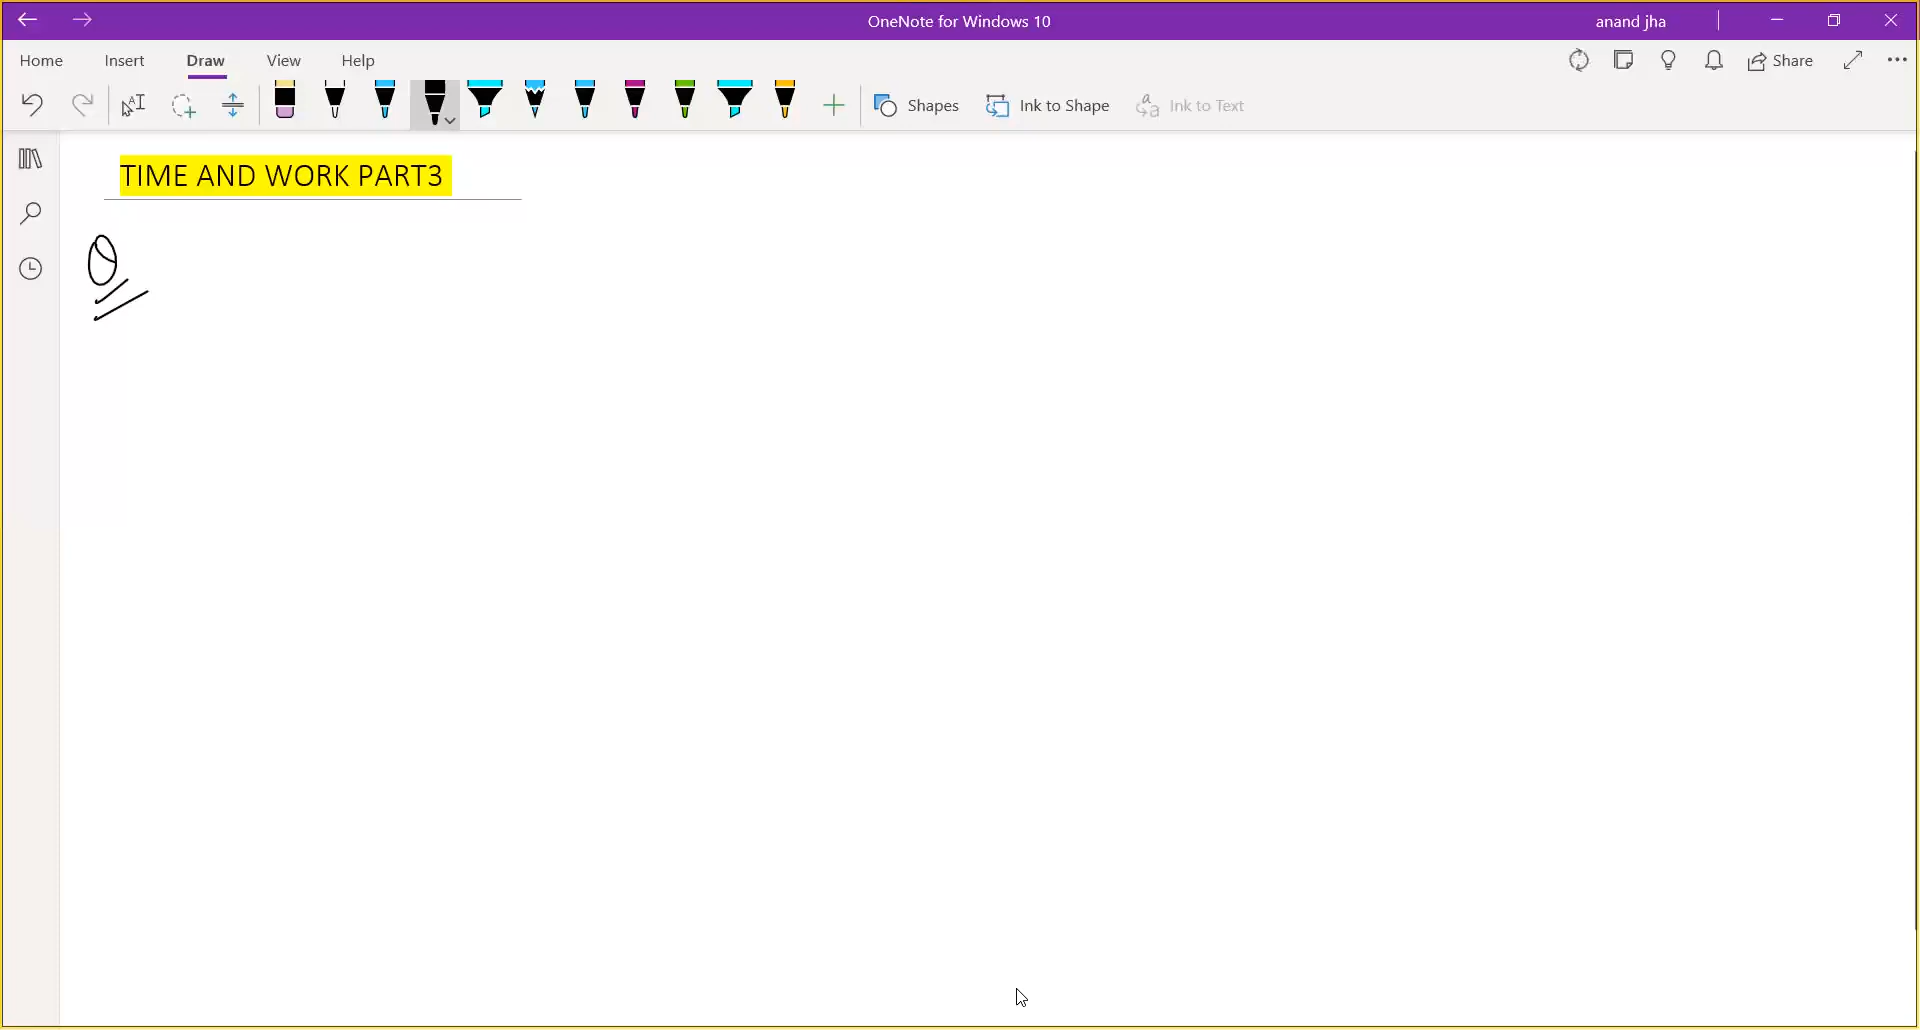 OneNote for Windows 10
anand jha
Home Insert Draw View Help
Share
Shapes Ink to Shape Ink to Text
TIME AND WORK PART3
Q